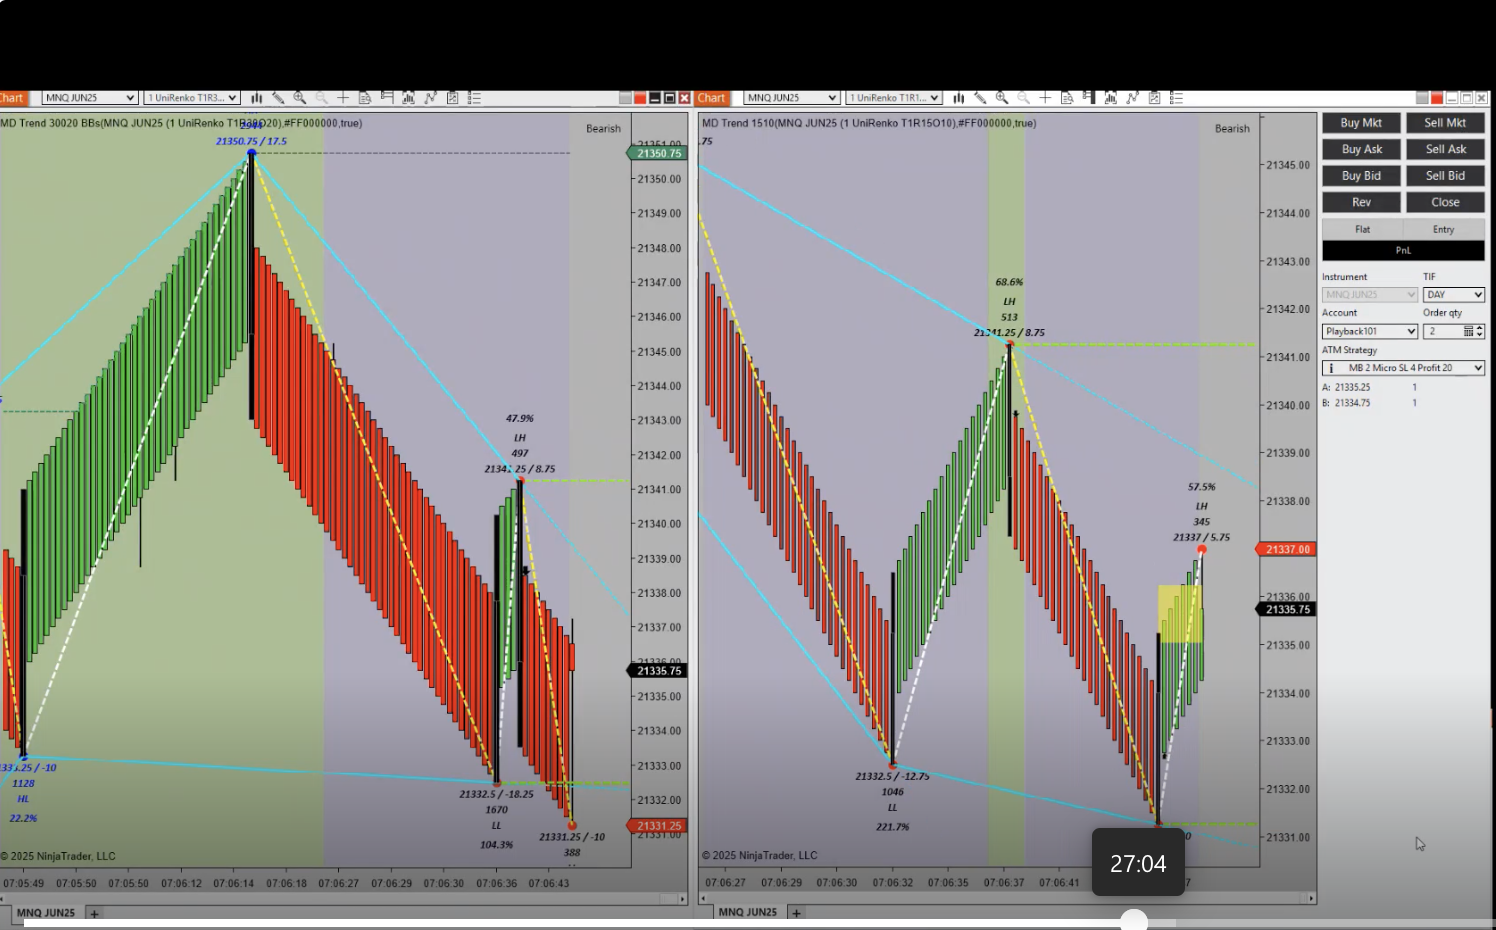 Chart
MNQ JUN25
1 UniRenko T1R3...
Chart
MNQ JUN25
1 UniRenko T1R1...
MD Trend 30020 BBs(MNQ JUN25 (1 UniRenko T1R30O20),#FF000000,true)
Bearish
21350.75 / 17.5
21350.75
21350.00
21349.00
21348.00
21347.00
21346.00
21345.00
21344.00
21343.00
21342.00
21341.00
21340.00
21339.00
21338.00
21337.00
21335.75
21335.00
21334.00
21333.00
21332.00
21331.25
21331.00
47.9%
LH
497
21341.25 / 8.75
1128
HL
22.2%
21332.5 / -18.25
1670
LL
104.3%
21331.25 / -10
388
© 2025 NinjaTrader, LLC
07:05:49 07:05:50 07:05:50 07:06:12 07:06:14 07:06:18 07:06:27 07:06:29 07:06:30 07:06:36 07:06:43
MNQ JUN25 +
MD Trend 1510(MNQ JUN25 (1 UniRenko T1R15O10),#FF000000,true)
Bearish
.75
68.6%
LH
513
21341.25 / 8.75
57.5%
LH
345
21337 / 5.75
21332.5 / -12.75
1046
LL
221.7%
21345.00
21344.00
21343.00
21342.00
21341.00
21340.00
21339.00
21338.00
21337.00
21336.00
21335.75
21335.00
21334.00
21333.00
21332.00
21331.00
© 2025 NinjaTrader, LLC
07:06:27 07:06:29 07:06:30 07:06:32 07:06:35 07:06:37 07:06:41
27:04
MNQ JUN25 +
Buy Mkt Sell Mkt
Buy Ask Sell Ask
Buy Bid Sell Bid
Rev Close
Flat Entry
PnL
Instrument TIF
MNQ JUN25 DAY
Account Order qty
Playback101 2
ATM Strategy
i MB 2 Micro SL 4 Profit 20
A: 21335.25 1
B: 21334.75 1